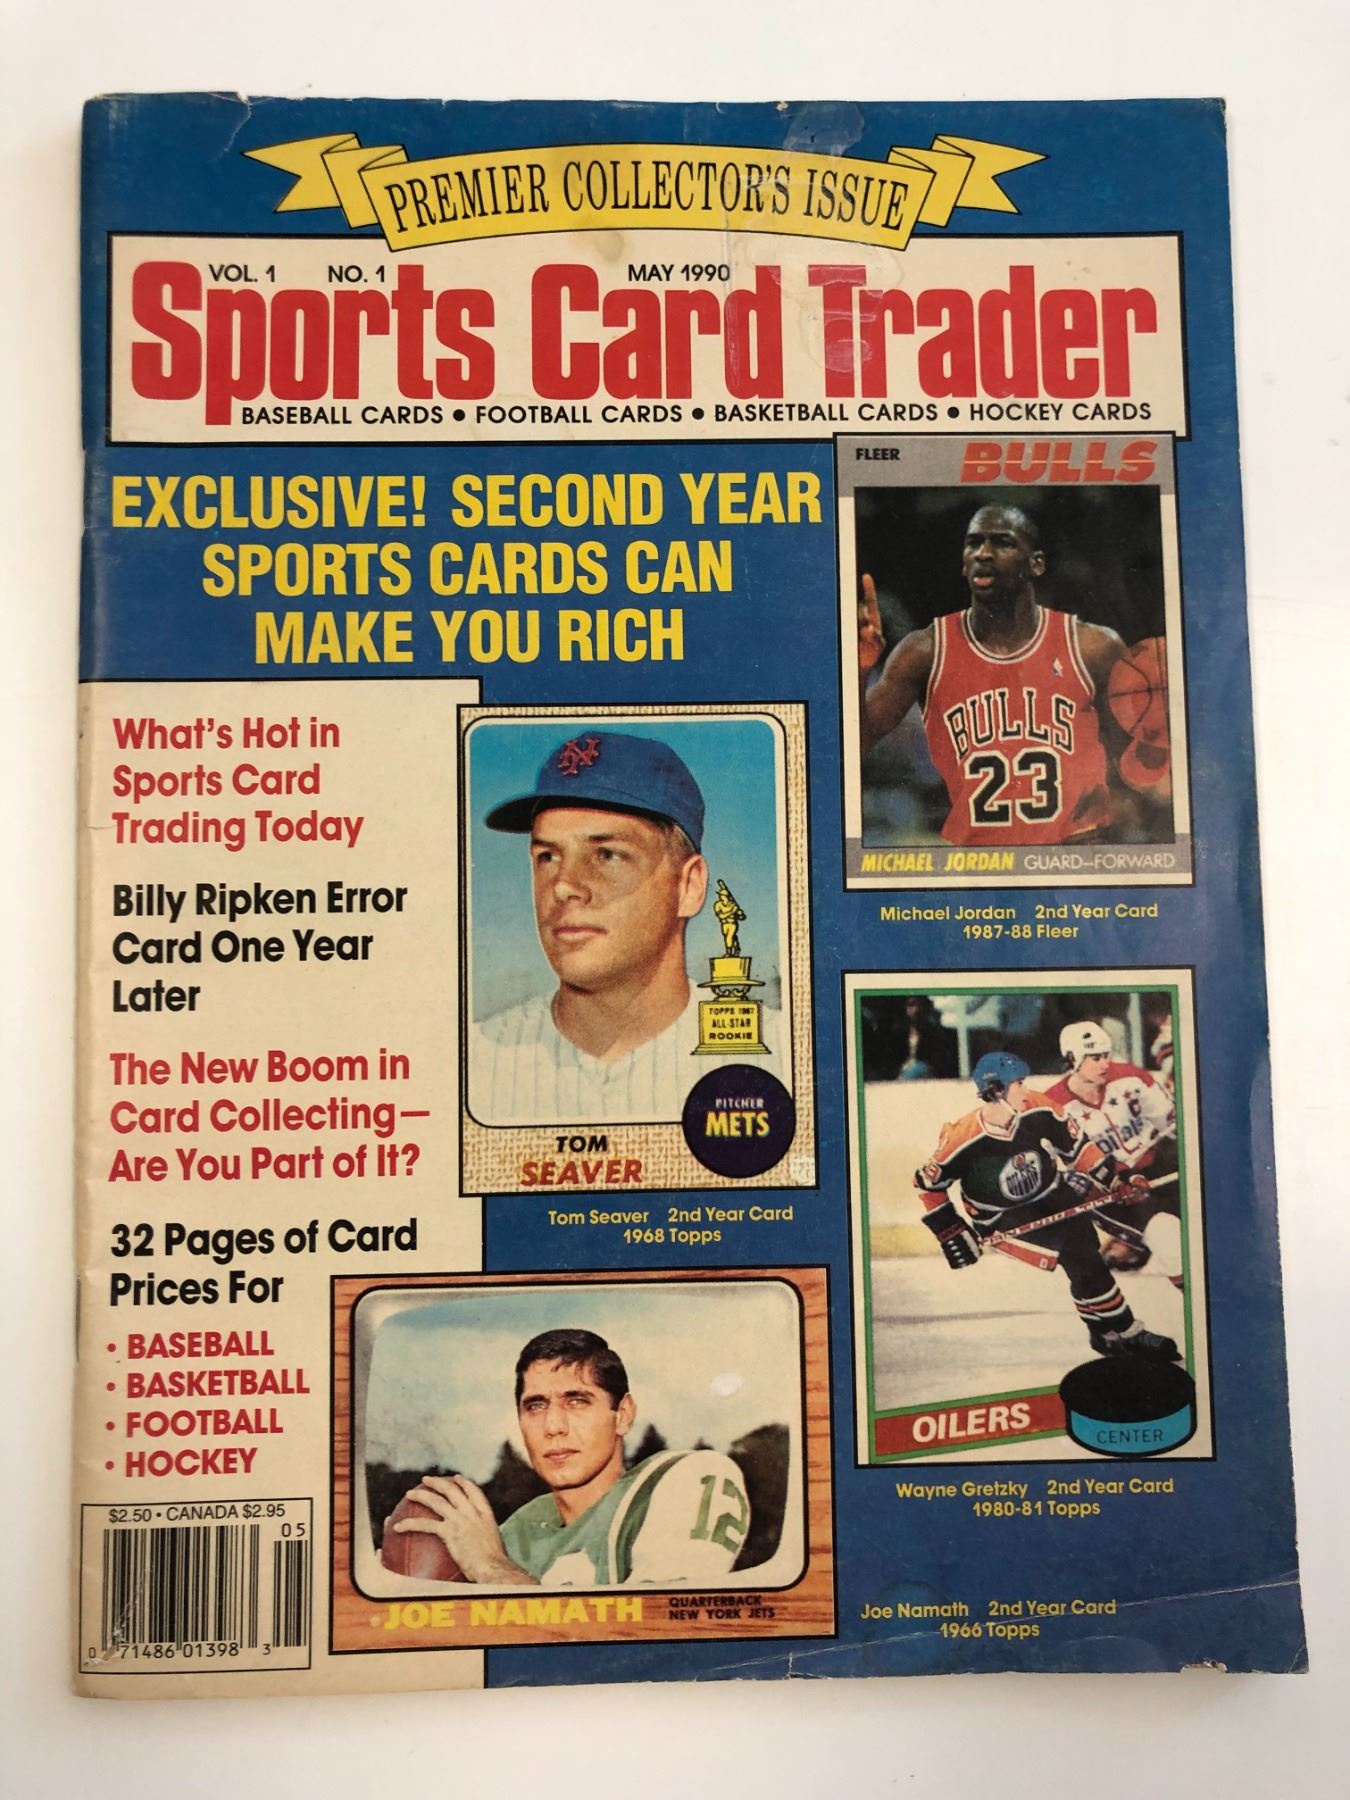 PREMIER COLLECTOR'S ISSUE
VOL. 1 NO. 1 MAY 1990
Sports Card Trader
BASEBALL CARDS • FOOTBALL CARDS • BASKETBALL CARDS • HOCKEY CARDS
EXCLUSIVE! SECOND YEAR
SPORTS CARDS CAN
MAKE YOU RICH
FLEER BULLS
BULLS
23
MICHAEL JORDAN GUARD-FORWARD
Michael Jordan 2nd Year Card
1987-88 Fleer
What's Hot in
Sports Card
Trading Today
Billy Ripken Error
Card One Year
Later
The New Boom in
Card Collecting—
Are You Part of It?
32 Pages of Card
Prices For
• BASEBALL
• BASKETBALL
• FOOTBALL
• HOCKEY
NY
TOPPS 1967
ALL-STAR
ROOKIE
PITCHER
METS
TOM
SEAVER
Tom Seaver 2nd Year Card
1968 Topps
OILERS
OILERS
CENTER
Wayne Gretzky 2nd Year Card
1980-81 Topps
12
JOE NAMATH
QUARTERBACK
NEW YORK JETS
Joe Namath 2nd Year Card
1966 Topps
$2.50 • CANADA $2.95
05
0 71486 01398 3